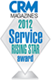 CRM
MAGAZINE'S
2012
Service
RISING STAR
award